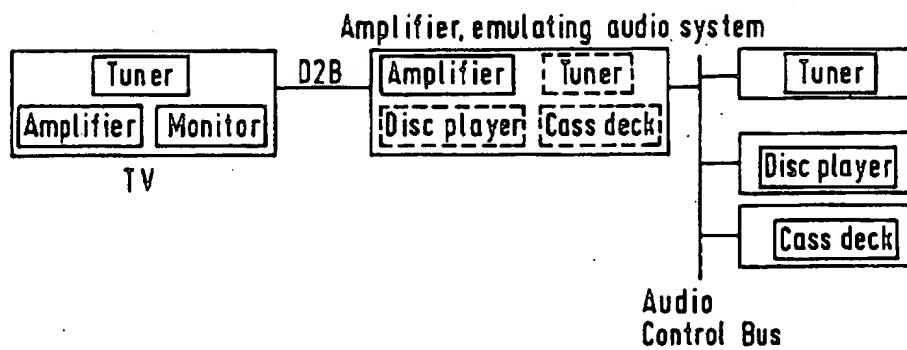 Amplifier, emulating audio system
Tuner
D2B
Amplifier
Tuner
Tuner
Amplifier
Monitor
Disc player
Cass deck
TV
Disc player
Cass deck
Audio
Control Bus